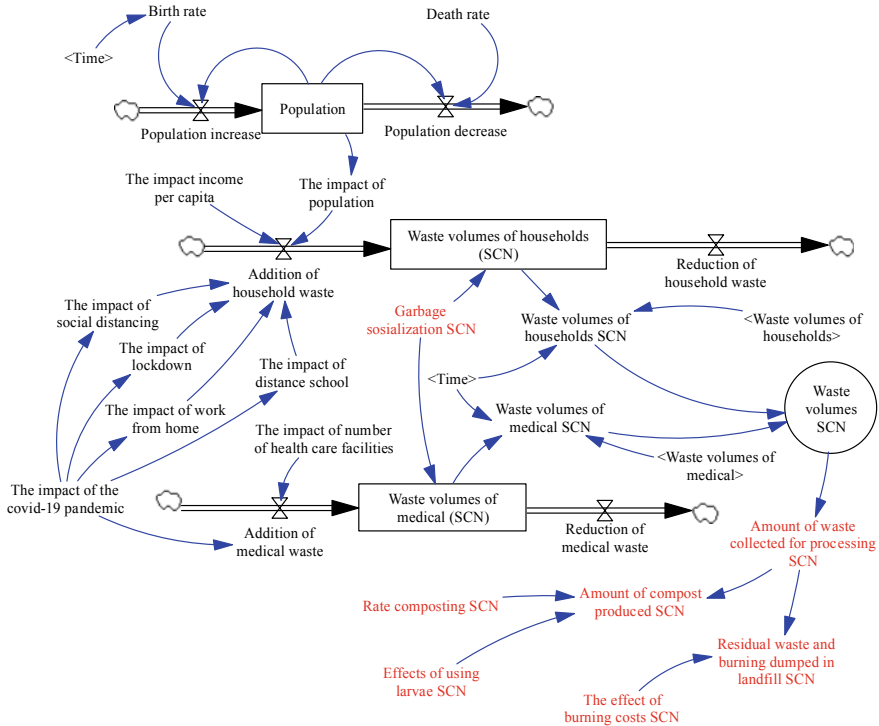 Birth rate
Death rate
<Time>
Population
Population increase
Population decrease
The impact income
per capita
The impact of
population
Waste volumes of households
(SCN)
Addition of
household waste
Reduction of
household waste
The impact of
social distancing
Garbage
sosialization SCN
Waste volumes of
households SCN
<Waste volumes of
households>
The impact of
lockdown
The impact of
distance school
<Time>
Waste
volumes
SCN
The impact of work
from home
Waste volumes of
medical SCN
The impact of number
of health care facilities
<Waste volumes of
medical>
The impact of the
covid-19 pandemic
Waste volumes of
medical (SCN)
Addition of
medical waste
Reduction of
medical waste
Amount of waste
collected for processing
SCN
Rate composting SCN
Amount of compost
produced SCN
Effects of using
larvae SCN
Residual waste and
burning dumped in
landfill SCN
The effect of
burning costs SCN